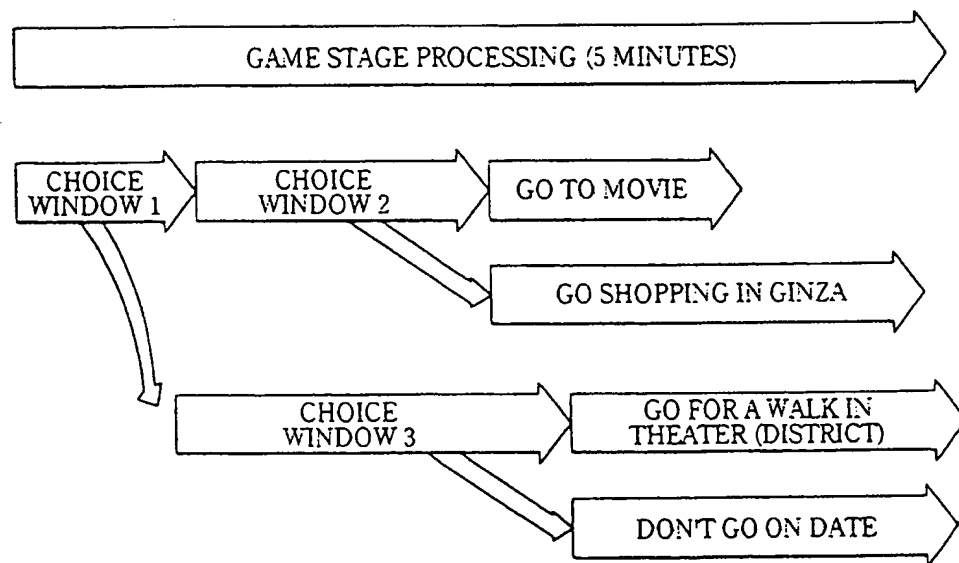 GAME STAGE PROCESSING (5 MINUTES)
CHOICE
WINDOW 1
CHOICE
WINDOW 2
GO TO MOVIE
GO SHOPPING IN GINZA
CHOICE
WINDOW 3
GO FOR A WALK IN
THEATER (DISTRICT)
DON'T GO ON DATE